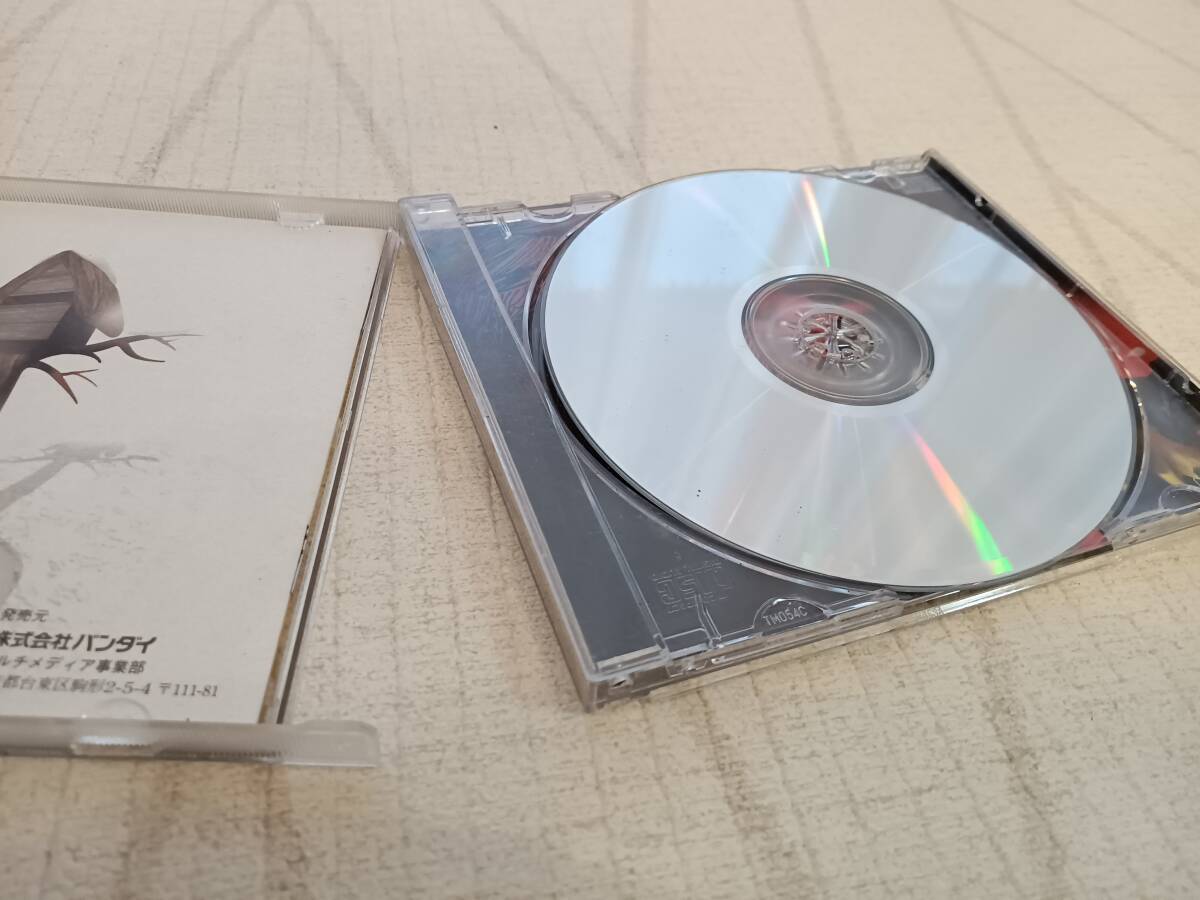 発売元
株式会社バンダイ
ルチメディア事業部
都台東区駒形2-5-4 〒111-81
TM054C